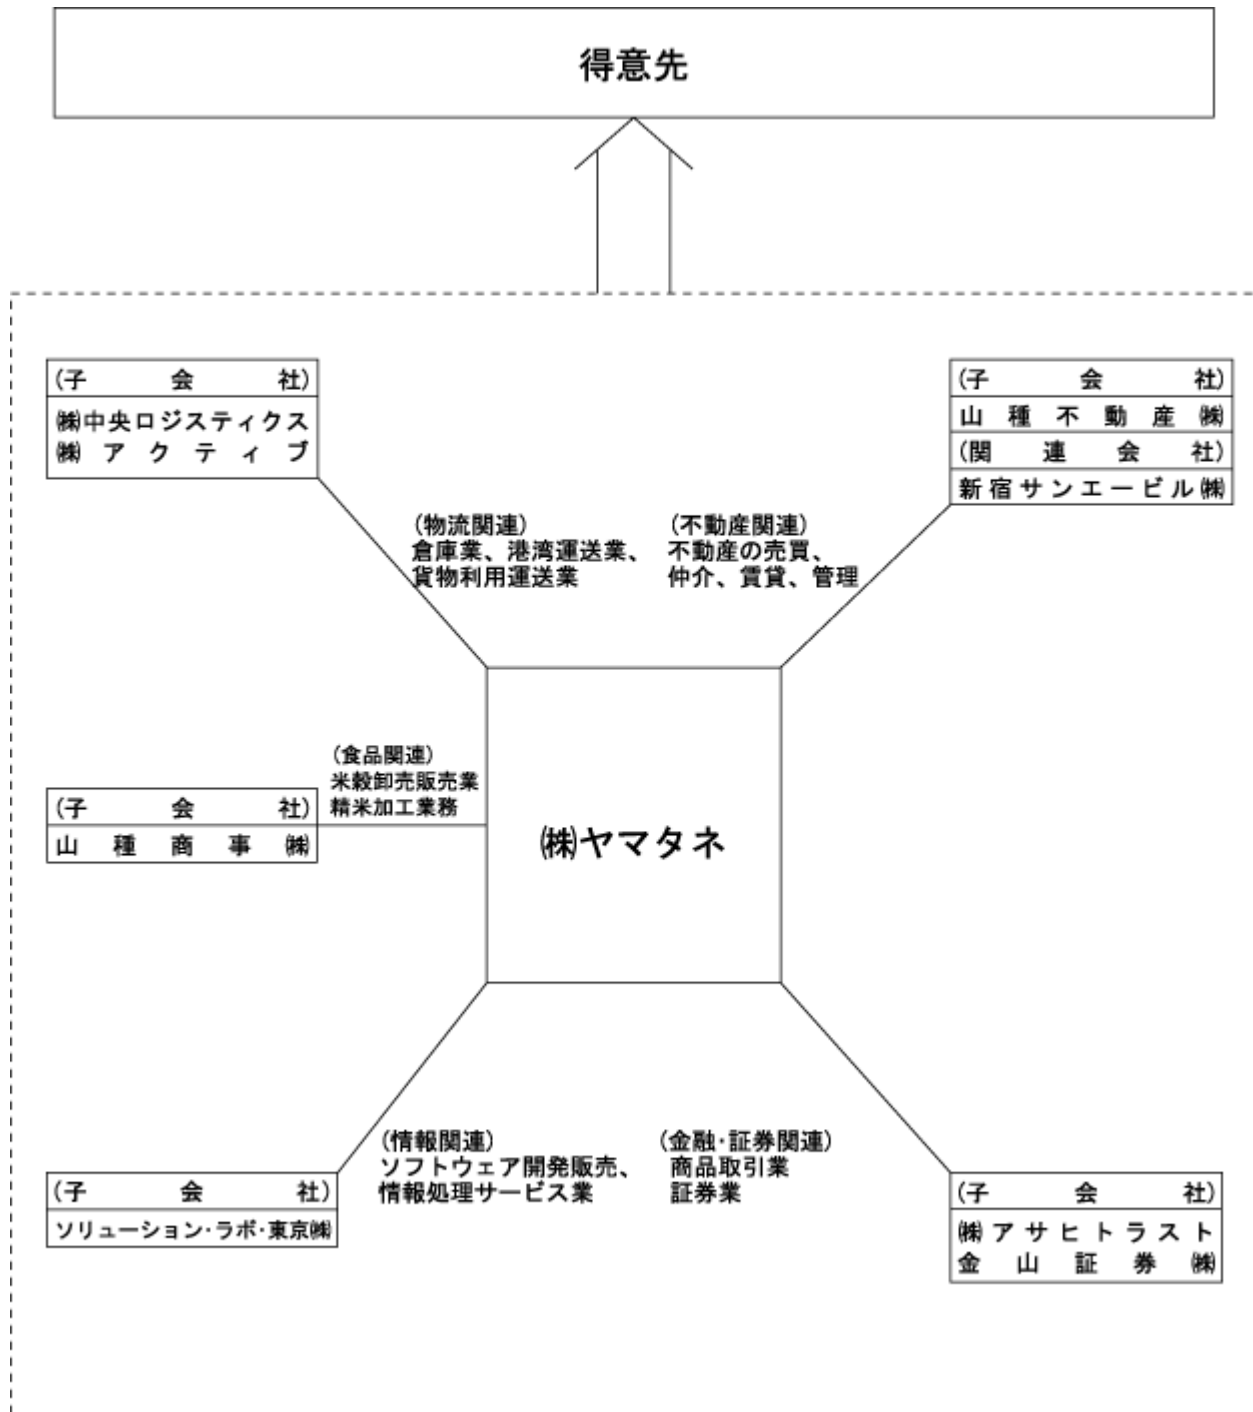 得意先
(子会社)
㈱中央ロジスティクス
㈱アクティブ
(子会社)
山種不動産㈱
(関連会社)
新宿サンエービル㈱
(物流関連)
倉庫業、港湾運送業、
貨物利用運送業
(不動産関連)
不動産の売買、
仲介、賃貸、管理
(食品関連)
米穀卸売販売業
精米加工業務
(子会社)
山種商事㈱
㈱ヤマタネ
(情報関連)
ソフトウェア開発販売、
情報処理サービス業
(金融・証券関連)
商品取引業
証券業
(子会社)
ソリューション・ラボ・東京㈱
(子会社)
㈱アサヒトラスト
金山証券㈱